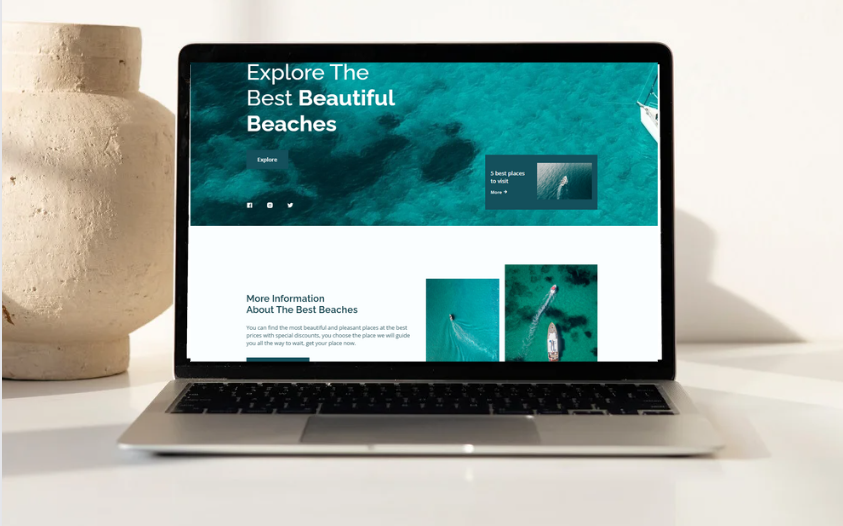 Explore The
Best Beautiful
Beaches
Explore
5 best places
to visit
More
More Information
About The Best Beaches
You can find the most beautiful and pleasant places at the best
prices with special discounts, you choose the place we will guide
you all the way to wait, get your place now.